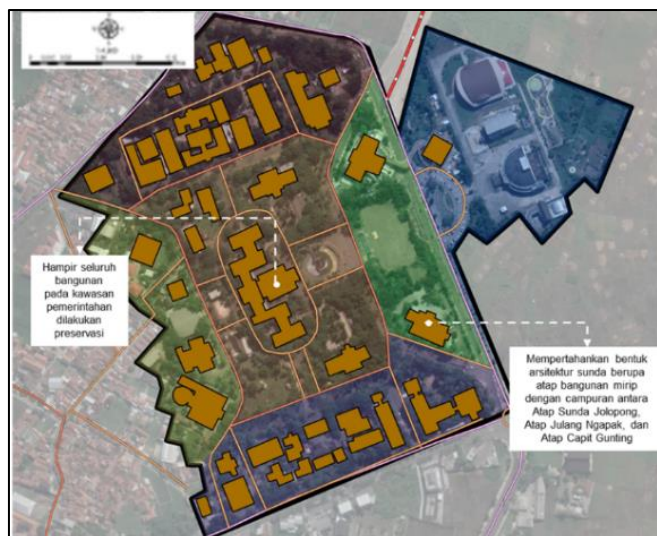 Hampir seluruh
bangunan
pada kawasan
pemerintahan
dilakukan
preservasi
Mempertahankan bentuk
arsitektur sunda berupa
atap bangunan mirip
dengan campuran antara
Atap Sunda Jolopong,
Atap Julang Ngapak, dan
Atap Capit Gunting